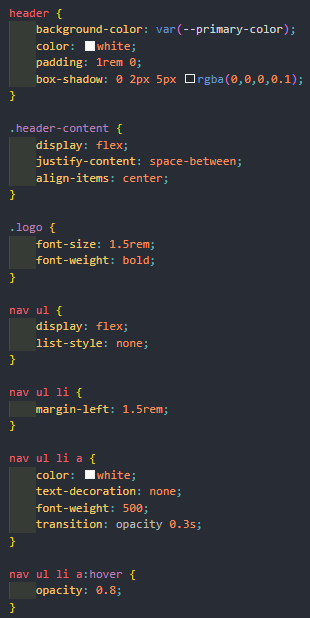 header {
    background-color: var(--primary-color);
    color: white;
    padding: 1rem 0;
    box-shadow: 0 2px 5px rgba(0,0,0,0.1);
}

.header-content {
    display: flex;
    justify-content: space-between;
    align-items: center;
}

.logo {
    font-size: 1.5rem;
    font-weight: bold;
}

nav ul {
    display: flex;
    list-style: none;
}

nav ul li {
    margin-left: 1.5rem;
}

nav ul li a {
    color: white;
    text-decoration: none;
    font-weight: 500;
    transition: opacity 0.3s;
}

nav ul li a:hover {
    opacity: 0.8;
}